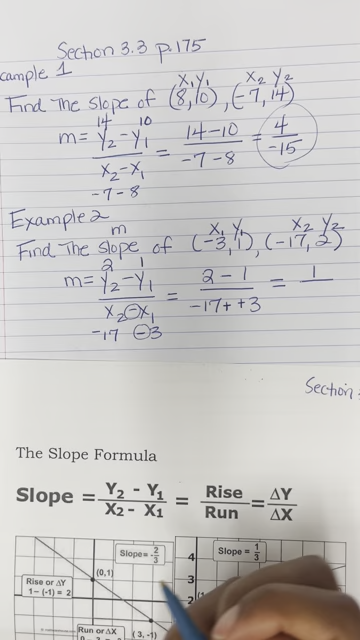 Section 3.3 p.175
xample 1
x₁ y₁ x₂ y₂
Find The Slope of (8,10), (-7,14)
14 10
m = y₂ - y₁ / x₂ - x₁ = 14 - 10 / -7 - 8 = 4 / -15
-7 - 8
Example 2
m x₁ y₁ x₂ y₂
Find The slope of (-3,1), (-17,2)
2 1
m = y₂ - y₁ / x₂ - x₁ = 2 - 1 / -17 + +3 = 1
-17 - -3
Section
The Slope Formula
Slope = Y₂ - Y₁ / X₂ - X₁ = Rise / Run = ΔY / ΔX
Slope = -2/3
Slope = 1/3
(0,1)
4
3
2
Rise or ΔY
1 - (-1) = 2
Run or ΔX
(3, -1)